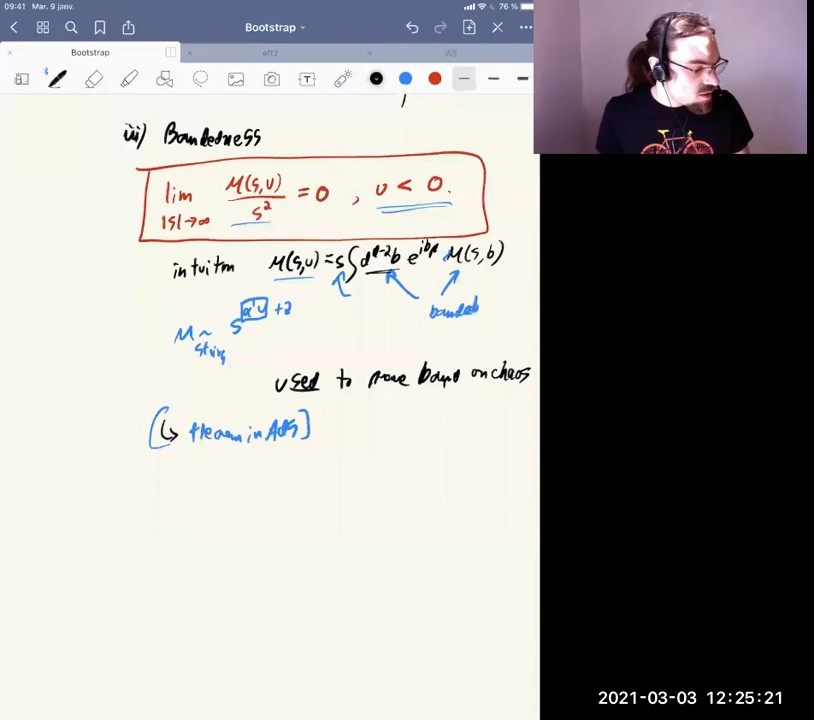 09:41 Mar. 9 janv.
76 %
Bootstrap
Bootstrap eft2
iii) Boundedness
lim |s|→∞ M(s,u)/s² = 0 , u < 0.
intuition M(s,u) = s ∫ d^{d-2}b e^{ibp} M(s,b)
bounded
M ~ s^{α'u + 2}
string
used to prove bound on chaos
(↳ theorem in AdS)
2021-03-03 12:25:21